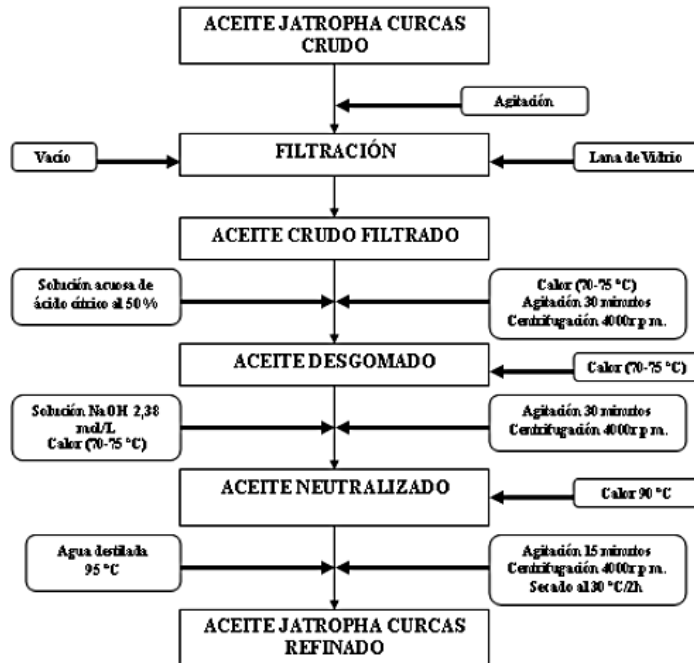 ACEITE JATROPHA CURCAS
CRUDO
Agitación
Vacío
FILTRACIÓN
Lana de Vidrio
ACEITE CRUDO FILTRADO
Solución acuosa de
ácido cítrico al 50%
Calor (70-75 °C)
Agitación 30 minutos
Centrifugación 4000r p.m.
ACEITE DESGOMADO
Calor (70-75 °C)
Solución NaOH 2,38
mol/L
Calor (70-75 °C)
Agitación 30 minutos
Centrifugación 4000r p.m.
ACEITE NEUTRALIZADO
Calor 90 °C
Agua destilada
95 °C
Agitación 15 minutos
Centrifugación 4000r p.m.
Secado al 30 °C/2h
ACEITE JATROPHA CURCAS
REFINADO